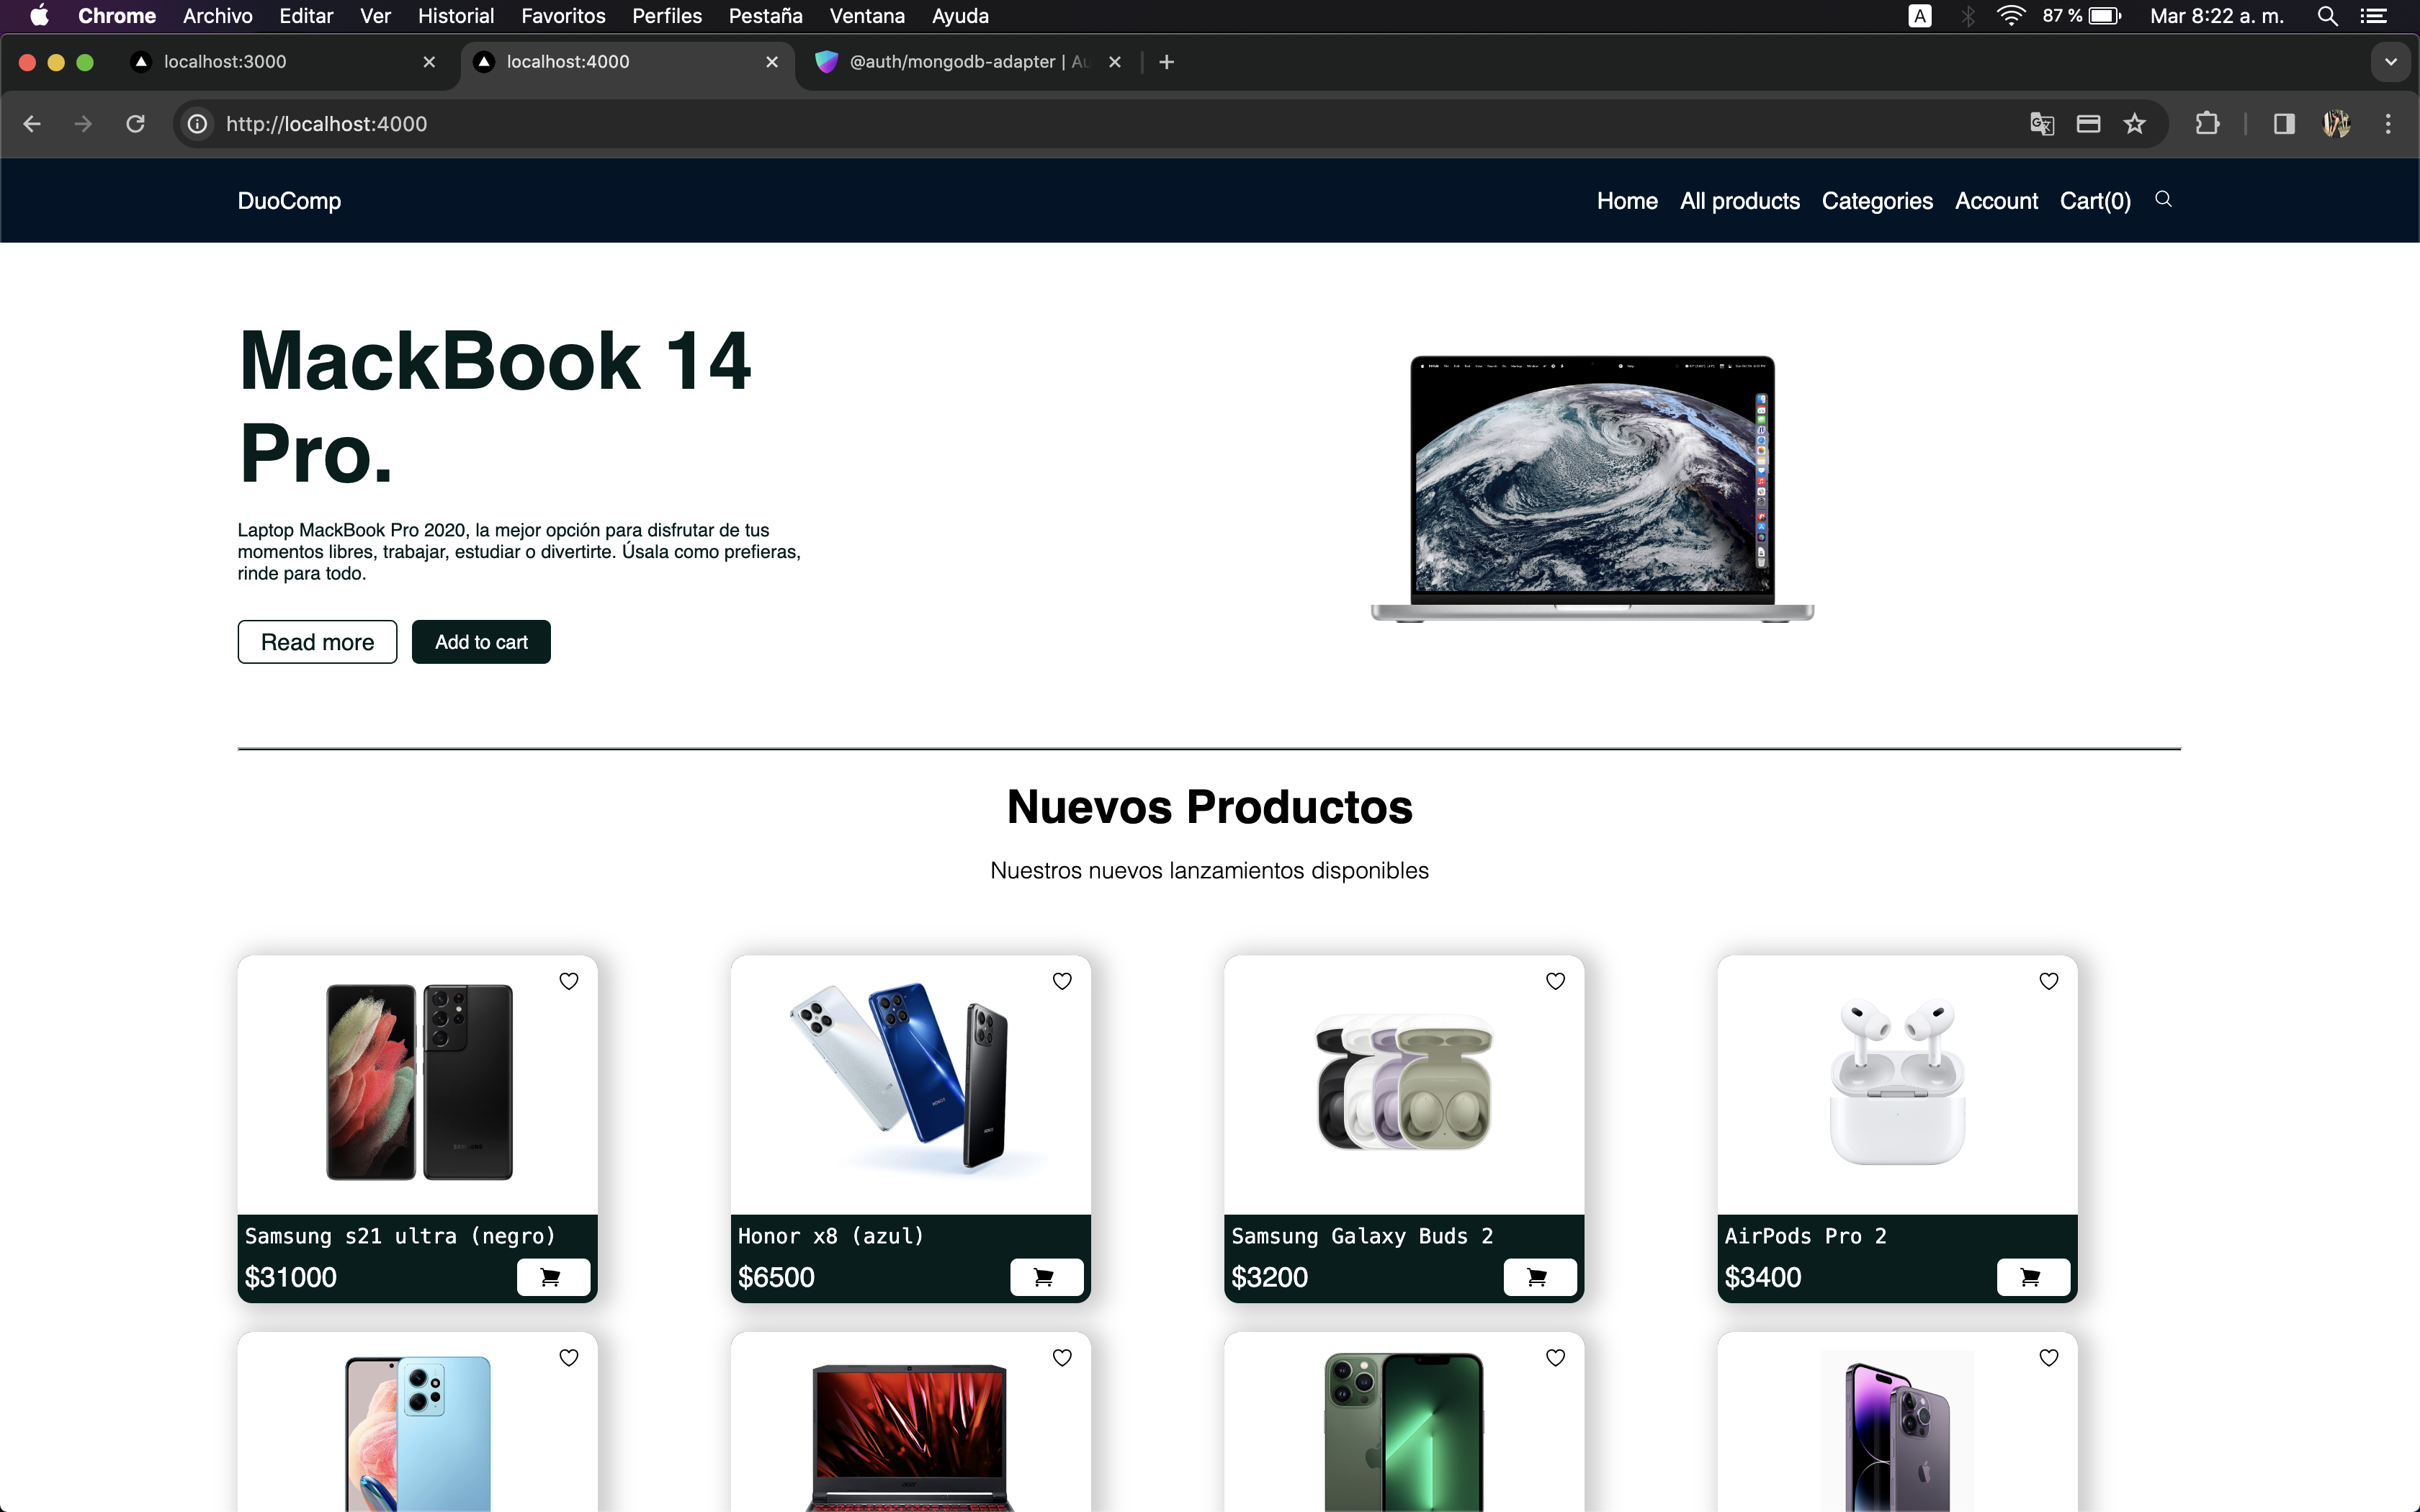 Chrome Archivo Editar Ver Historial Favoritos Perfiles Pestaña Ventana Ayuda A 87 % Mar 8:22 a. m.
localhost:3000 localhost:4000 @auth/mongodb-adapter | Au
http://localhost:4000
DuoComp Home All products Categories Account Cart(0)
MackBook 14
Pro.
Laptop MackBook Pro 2020, la mejor opción para disfrutar de tus
momentos libres, trabajar, estudiar o divertirte. Úsala como prefieras,
rinde para todo.
Read more Add to cart
Nuevos Productos
Nuestros nuevos lanzamientos disponibles
Samsung s21 ultra (negro)
$31000
Honor x8 (azul)
$6500
Samsung Galaxy Buds 2
$3200
AirPods Pro 2
$3400